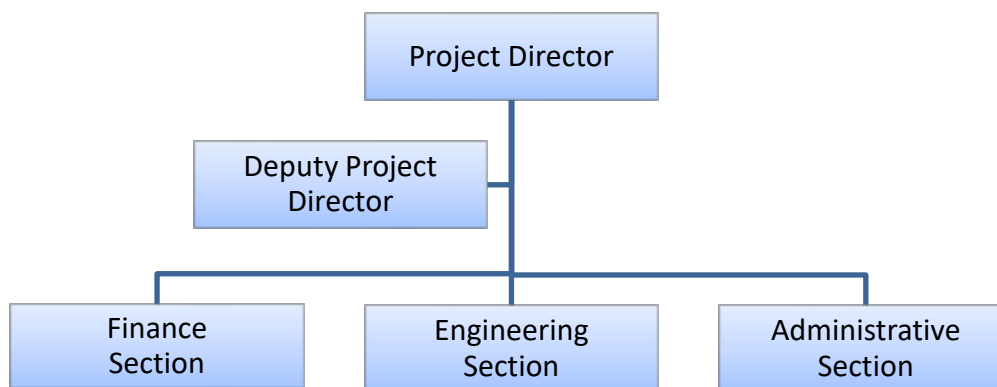 Project Director
Deputy Project
Director
Finance
Section
Engineering
Section
Administrative
Section